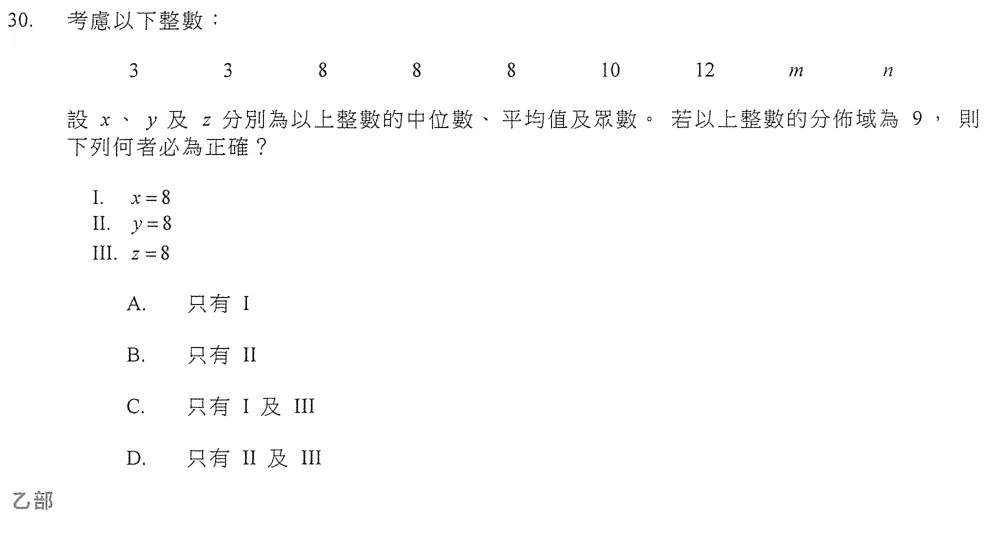 30. 考慮以下整數：
3 3 8 8 8 10 12 m n
設 x 、 y 及 z 分別為以上整數的中位數、平均值及眾數。 若以上整數的分佈域為 9 ， 則
下列何者必為正確？
I. x = 8
II. y = 8
III. z = 8
A. 只有 I
B. 只有 II
C. 只有 I 及 III
D. 只有 II 及 III
乙部